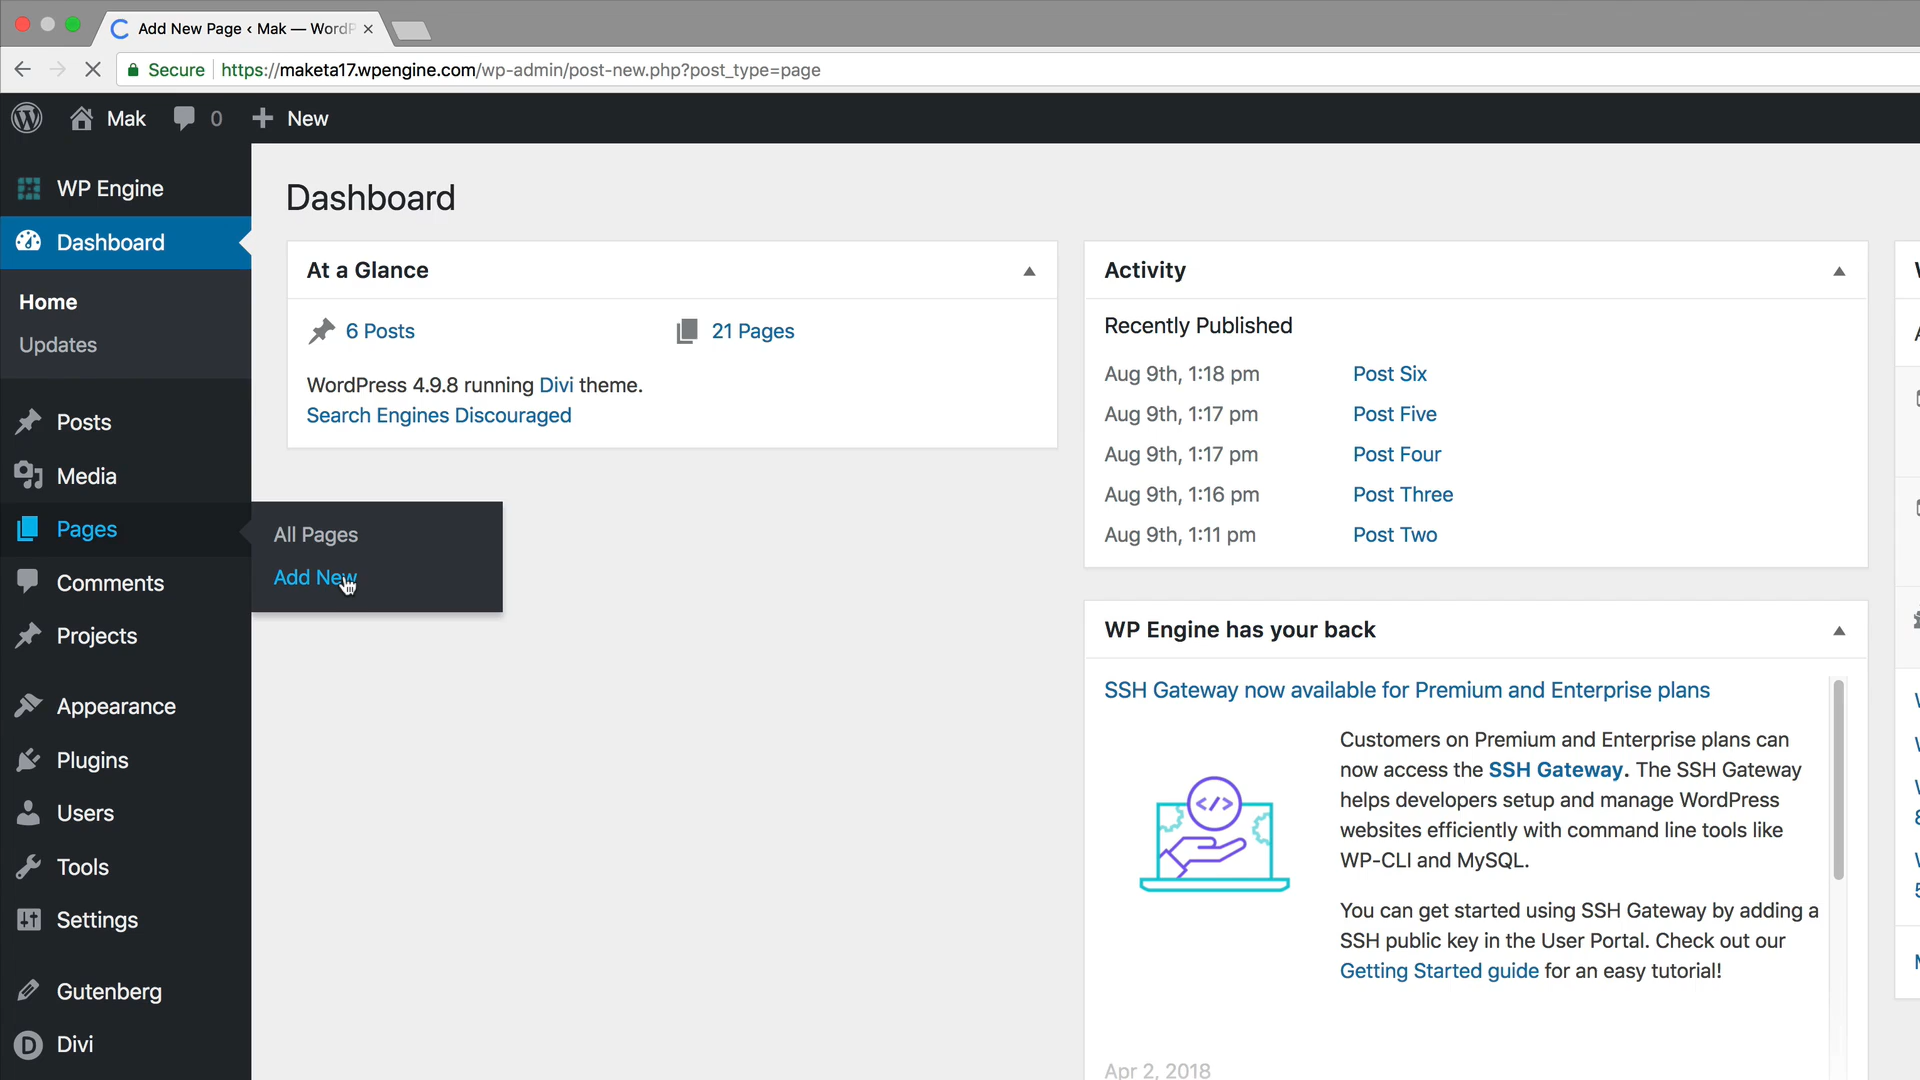 Add New Page ‹ Mak — WordP
Secure https://maketa17.wpengine.com/wp-admin/post-new.php?post_type=page
Mak 0 New
WP Engine
Dashboard
Home
Updates
Posts
Media
Pages
Comments
Projects
Appearance
Plugins
Users
Tools
Settings
Gutenberg
Divi
All Pages
Add New
Dashboard
At a Glance
6 Posts 21 Pages
WordPress 4.9.8 running Divi theme.
Search Engines Discouraged
Activity
Recently Published
Aug 9th, 1:18 pm Post Six
Aug 9th, 1:17 pm Post Five
Aug 9th, 1:17 pm Post Four
Aug 9th, 1:16 pm Post Three
Aug 9th, 1:11 pm Post Two
WP Engine has your back
SSH Gateway now available for Premium and Enterprise plans
</>
Customers on Premium and Enterprise plans can
now access the SSH Gateway. The SSH Gateway
helps developers setup and manage WordPress
websites efficiently with command line tools like
WP-CLI and MySQL.
You can get started using SSH Gateway by adding a
SSH public key in the User Portal. Check out our
Getting Started guide for an easy tutorial!
Apr 2, 2018